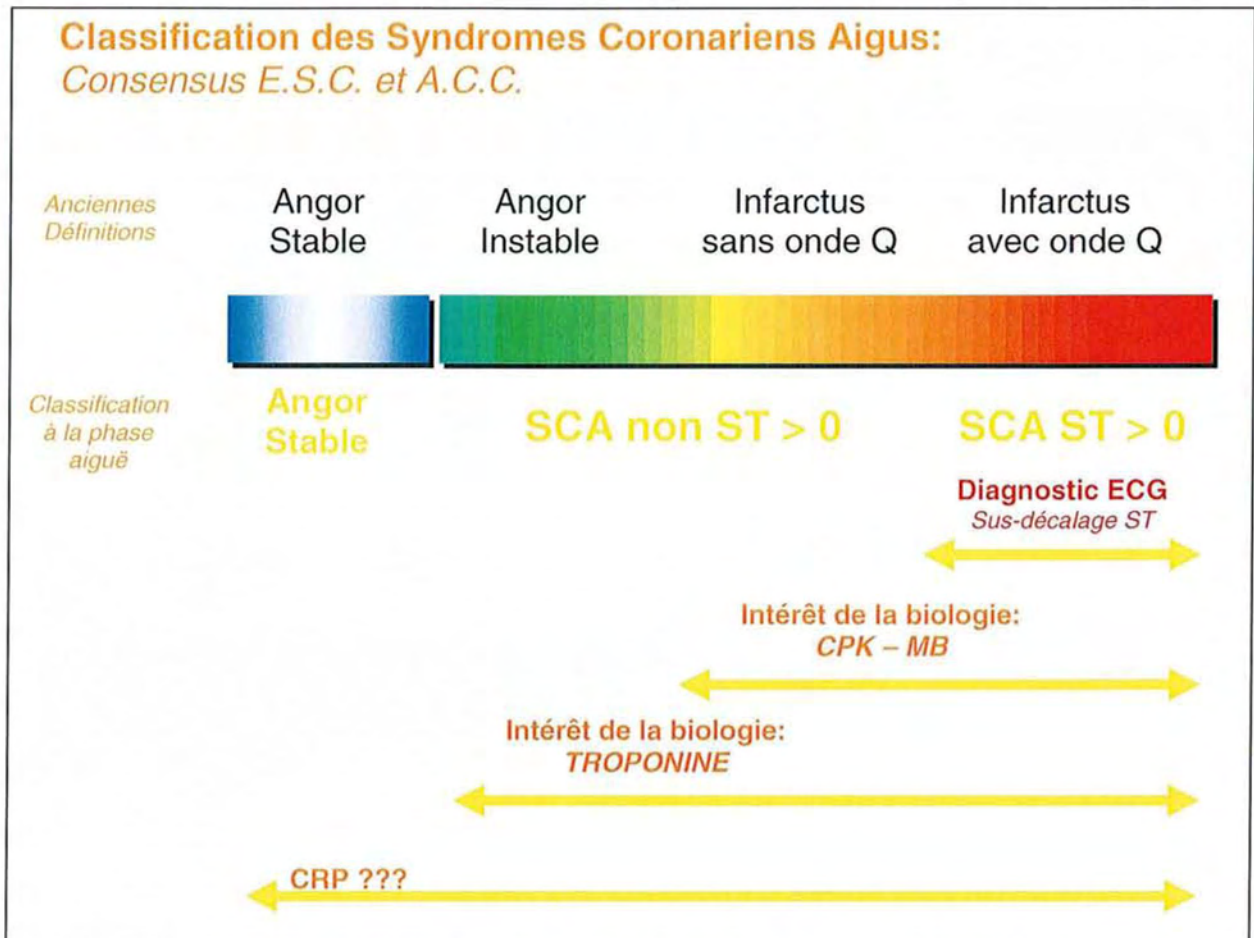 Classification des Syndromes Coronariens Aigus:
Consensus E.S.C. et A.C.C.
Anciennes
Définitions
Angor
Stable
Angor
Instable
Infarctus
sans onde Q
Infarctus
avec onde Q
Classification
à la phase
aiguë
Angor
Stable
SCA non ST > 0
SCA ST > 0
Diagnostic ECG
Sus-décalage ST
Intérêt de la biologie:
CPK – MB
Intérêt de la biologie:
TROPONINE
CRP ???